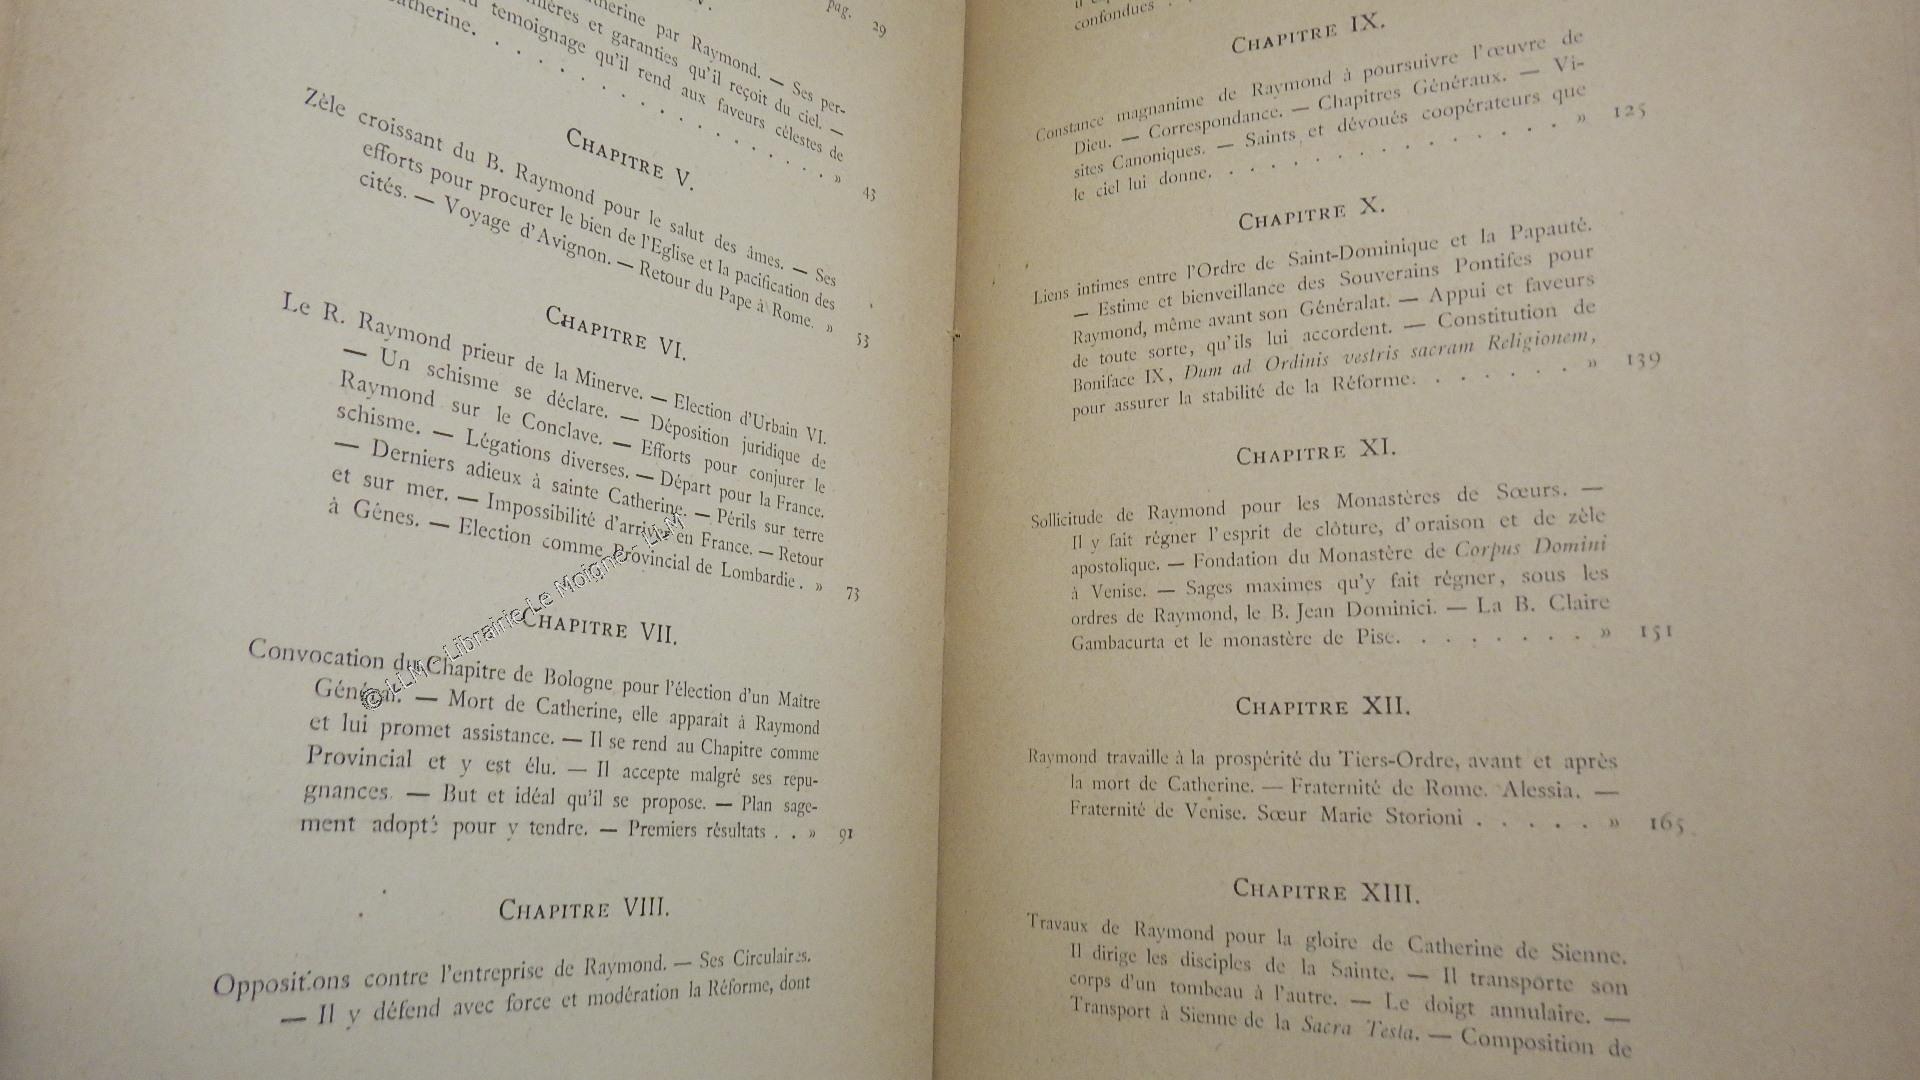 pag. 29
par Raymond. — Ses per-
et garanties qu'il reçoit du ciel. —
temoignage qu'il rend aux faveurs célestes de
Catherine. . . . . . . . . . . . . . . . . » 43
CHAPITRE V.
Zèle croissant du B. Raymond pour le salut des âmes. — Ses
efforts pour procurer le bien de l'Eglise et la pacification des
cités. — Voyage d'Avignon. — Retour du Pape à Rome. » 53
CHAPITRE VI.
Le R. Raymond prieur de la Minerve. — Election d'Urbain VI.
— Un schisme se déclare. — Déposition juridique de
Raymond sur le Conclave. — Efforts pour conjurer le
schisme. — Légations diverses. — Départ pour la France.
— Derniers adieux à sainte Catherine. — Périls sur terre
et sur mer. — Impossibilité d'arriver en France. — Retour
à Gênes. — Election comme Provincial de Lombardie. » 73
CHAPITRE VII.
Convocation du Chapitre de Bologne pour l'élection d'un Maître
Général. — Mort de Catherine, elle apparait à Raymond
et lui promet assistance. — Il se rend au Chapitre comme
Provincial et y est élu. — Il accepte malgré ses repu-
gnances. — But et idéal qu'il se propose. — Plan sage-
ment adopté pour y tendre. — Premiers résultats . . » 91
CHAPITRE VIII.
Oppositions contre l'entreprise de Raymond. — Ses Circulaires.
— Il y défend avec force et modération la Réforme, dont
confondues .
CHAPITRE IX.
Constance magnanime de Raymond à poursuivre l'œuvre de
Dieu. — Correspondance. — Chapitres Généraux. — Vi-
sites Canoniques. — Saints et dévoués coopérateurs que
le ciel lui donne. . . . . . . . . . . . . . » 125
CHAPITRE X.
Liens intimes entre l'Ordre de Saint-Dominique et la Papauté.
— Estime et bienveillance des Souverains Pontifes pour
Raymond, même avant son Généralat. — Appui et faveurs
de toute sorte, qu'ils lui accordent. — Constitution de
Boniface IX, Dum ad Ordinis vestris sacram Religionem,
pour assurer la stabilité de la Réforme. . . . . . . » 139
CHAPITRE XI.
Sollicitude de Raymond pour les Monastères de Sœurs. —
Il y fait régner l'esprit de clôture, d'oraison et de zèle
apostolique. — Fondation du Monastère de Corpus Domini
à Venise. — Sages maximes qu'y fait régner, sous les
ordres de Raymond, le B. Jean Dominici. — La B. Claire
Gambacurta et le monastère de Pise. . . . . . . . » 151
CHAPITRE XII.
Raymond travaille à la prospérité du Tiers-Ordre, avant et après
la mort de Catherine. — Fraternité de Rome. Alessia. —
Fraternité de Venise. Sœur Marie Storioni . . . . . » 165
CHAPITRE XIII.
Travaux de Raymond pour la gloire de Catherine de Sienne.
Il dirige les disciples de la Sainte. — Il transporte son
corps d'un tombeau à l'autre. — Le doigt annulaire. —
Transport à Sienne de la Sacra Testa. — Composition de
© LLM - Librairie Le Moigne - LLM